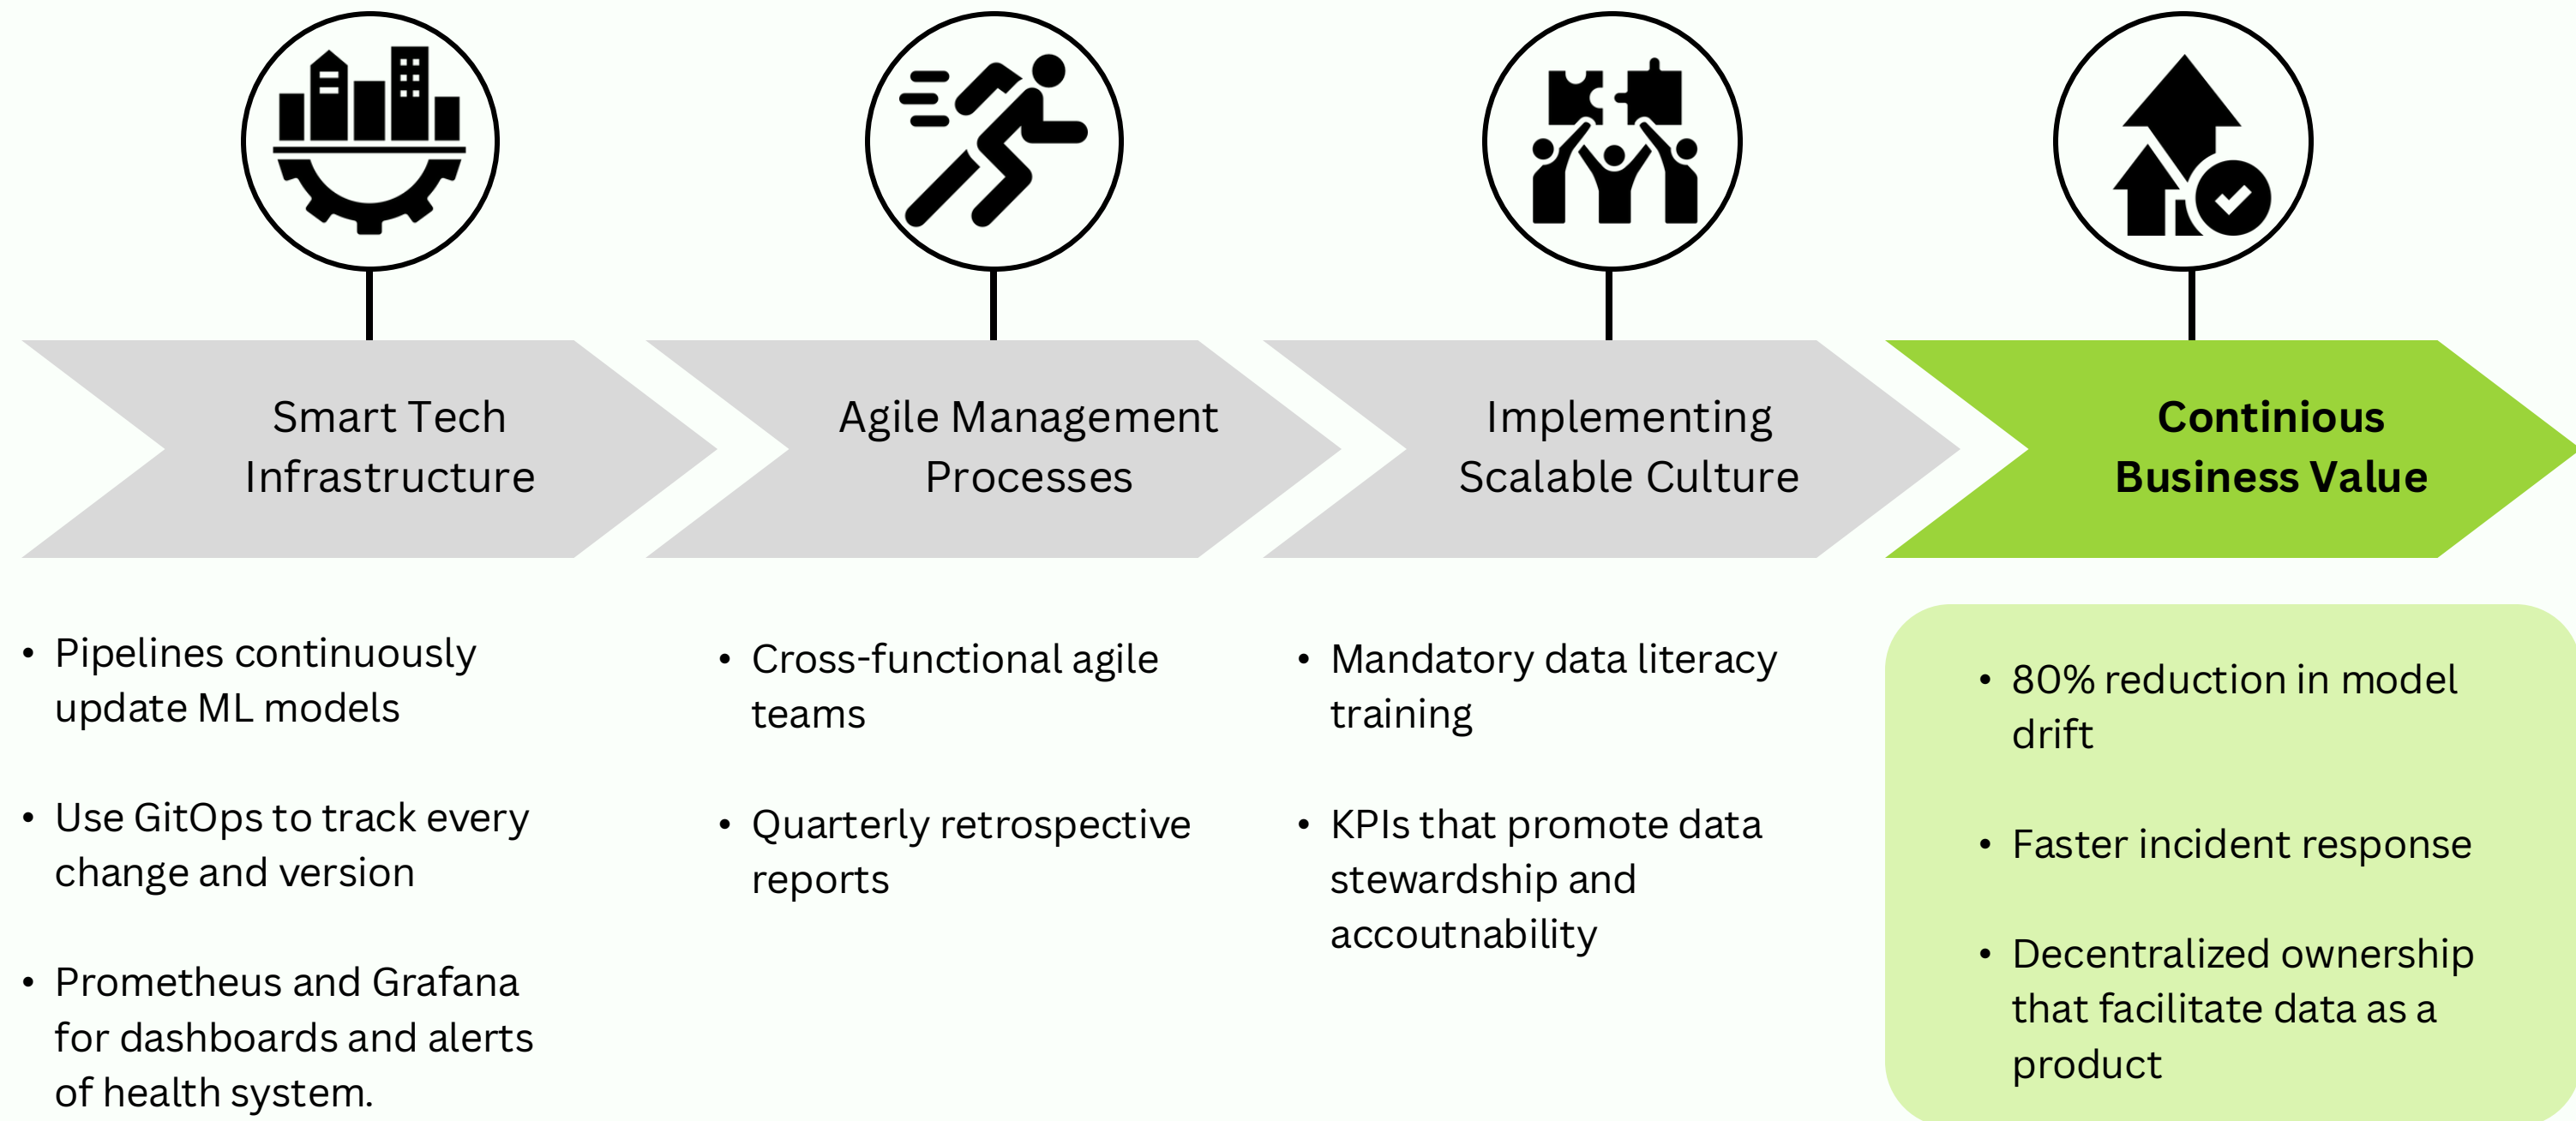 Smart Tech
Infrastructure
Agile Management
Processes
Implementing
Scalable Culture
Continious
Business Value
• Pipelines continuously
update ML models
• Use GitOps to track every
change and version
• Prometheus and Grafana
for dashboards and alerts
of health system.
• Cross-functional agile
teams
• Quarterly retrospective
reports
• Mandatory data literacy
training
• KPIs that promote data
stewardship and
accoutnability
• 80% reduction in model
drift
• Faster incident response
• Decentralized ownership
that facilitate data as a
product